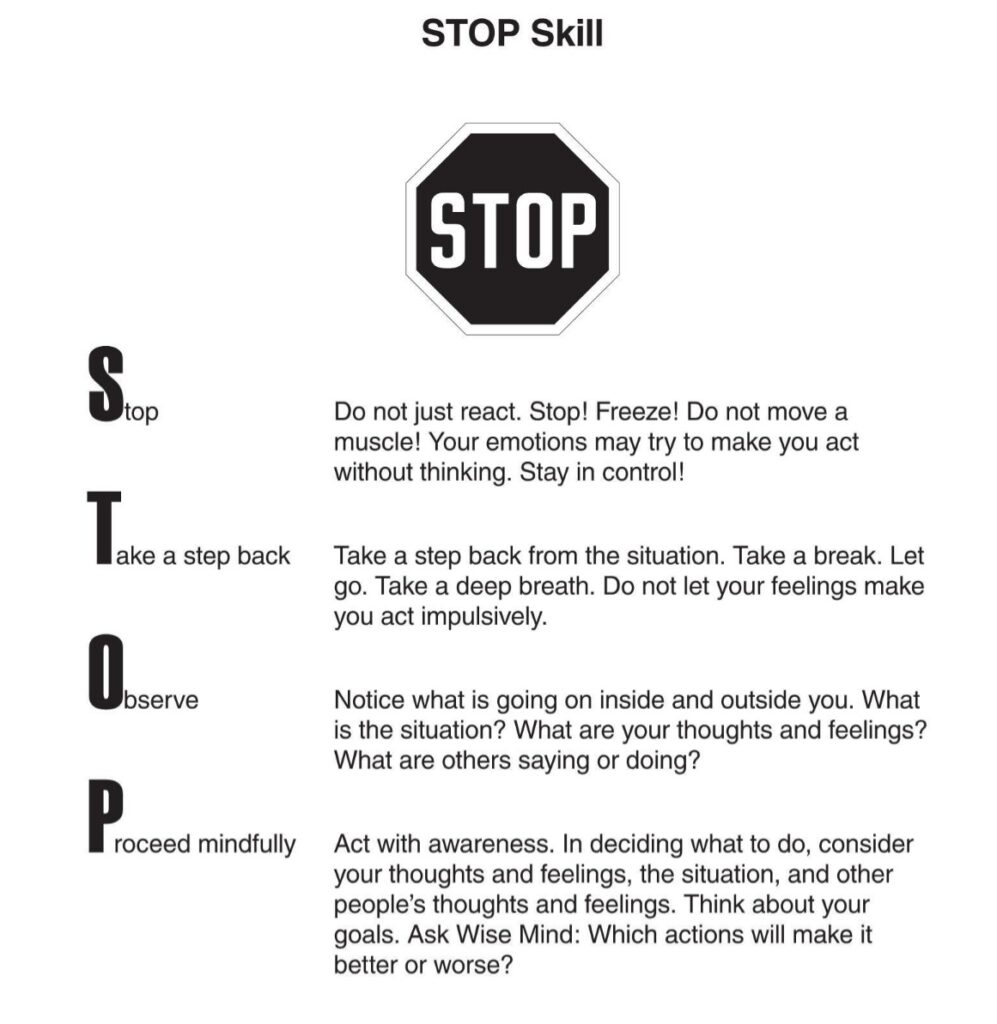 STOP Skill
STOP
Stop
Do not just react. Stop! Freeze! Do not move a
muscle! Your emotions may try to make you act
without thinking. Stay in control!
Take a step back
Take a step back from the situation. Take a break. Let
go. Take a deep breath. Do not let your feelings make
you act impulsively.
Observe
Notice what is going on inside and outside you. What
is the situation? What are your thoughts and feelings?
What are others saying or doing?
Proceed mindfully
Act with awareness. In deciding what to do, consider
your thoughts and feelings, the situation, and other
people’s thoughts and feelings. Think about your
goals. Ask Wise Mind: Which actions will make it
better or worse?